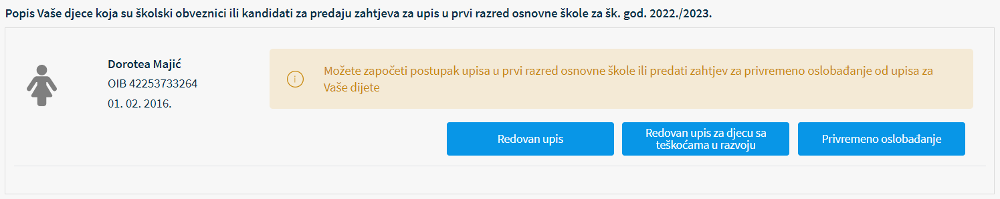 Popis Vaše djece koja su školski obveznici ili kandidati za predaju zahtjeva za upis u prvi razred osnovne škole za šk. god. 2022./2023.
Dorotea Majić
OIB 42253733264
01. 02. 2016.
Možete započeti postupak upisa u prvi razred osnovne škole ili predati zahtjev za privremeno oslobađanje od upisa za
Vaše dijete
Redovan upis
Redovan upis za djecu sa
teškoćama u razvoju
Privremeno oslobađanje